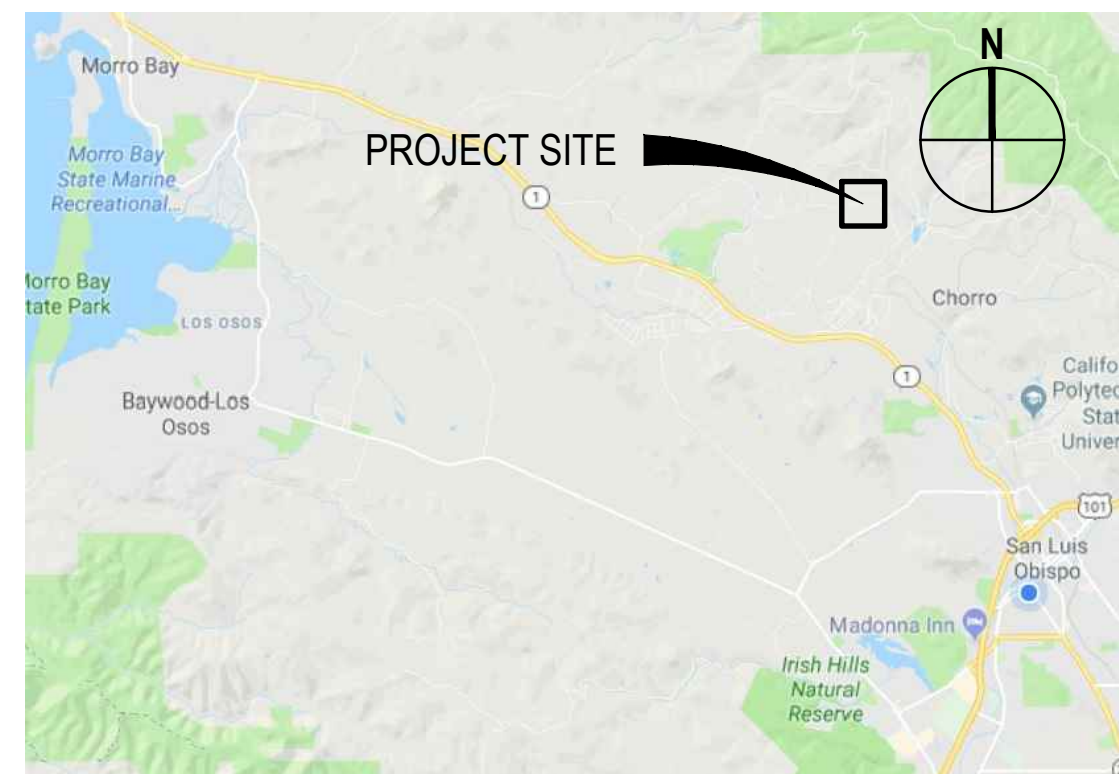 N
Morro Bay
PROJECT SITE
Morro Bay
State Marine
Recreational...
1
Morro Bay
tate Park
Chorro
LOS OSOS
1
Califo
Polytec
Stat
Univer
Baywood-Los
Osos
101
San Luis
Obispo
Madonna Inn
Irish Hills
Natural
Reserve